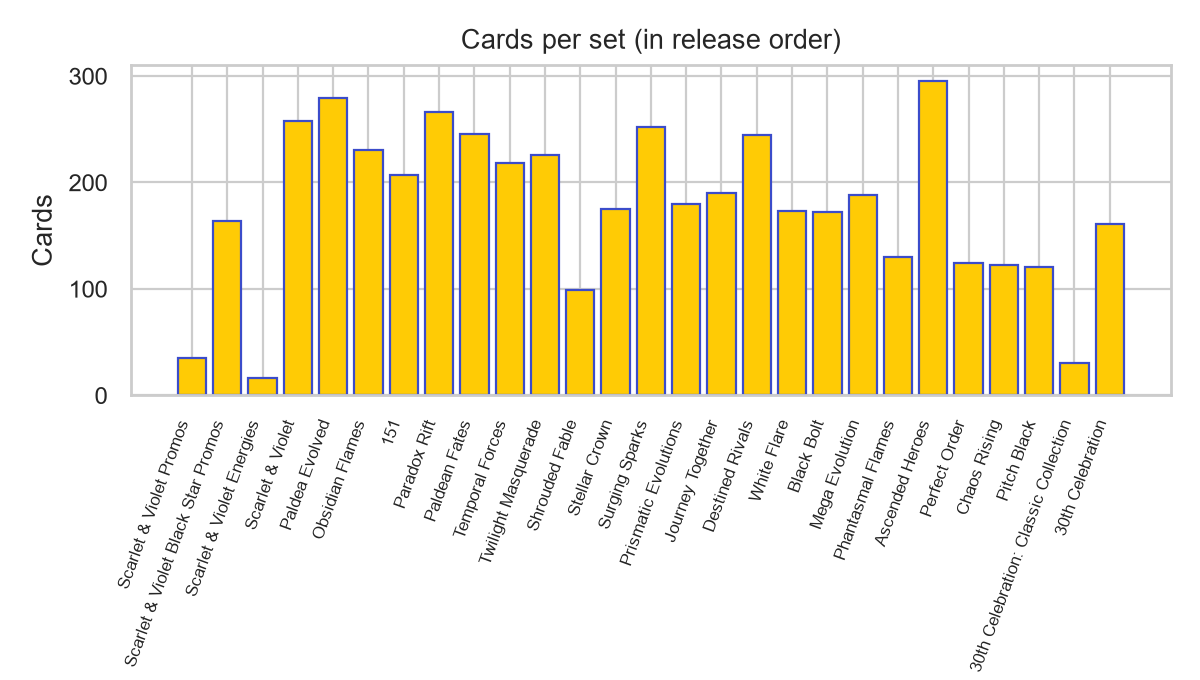 Cards per set (in release order)
Cards
300
200
100
0
Scarlet & Violet Promos
Scarlet & Violet Black Star Promos
Scarlet & Violet Energies
Scarlet & Violet
Paldea Evolved
Obsidian Flames
151
Paradox Rift
Paldean Fates
Temporal Forces
Twilight Masquerade
Shrouded Fable
Stellar Crown
Surging Sparks
Prismatic Evolutions
Journey Together
Destined Rivals
White Flare
Black Bolt
Mega Evolution
Phantasmal Flames
Ascended Heroes
Perfect Order
Chaos Rising
Pitch Black
30th Celebration: Classic Collection
30th Celebration